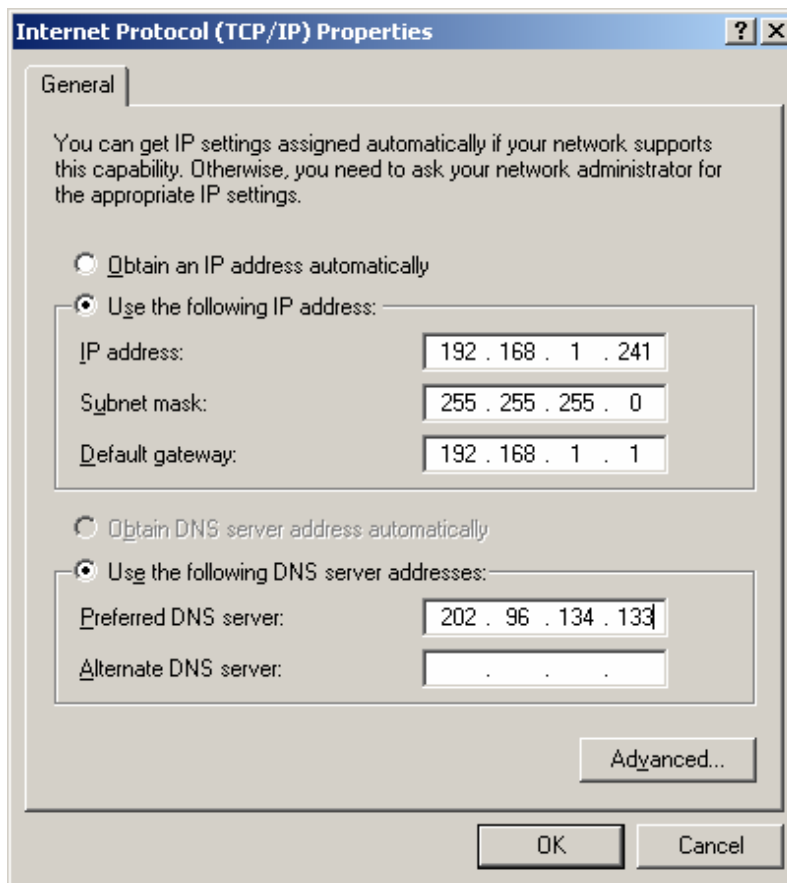 Internet Protocol (TCP/IP) Properties
General
You can get IP settings assigned automatically if your network supports
this capability. Otherwise, you need to ask your network administrator for
the appropriate IP settings.
Obtain an IP address automatically
Use the following IP address:
IP address: 192 . 168 . 1 . 241
Subnet mask: 255 . 255 . 255 . 0
Default gateway: 192 . 168 . 1 . 1
Obtain DNS server address automatically
Use the following DNS server addresses:
Preferred DNS server: 202 . 96 . 134 . 133
Alternate DNS server: . . .
Advanced...
OK Cancel